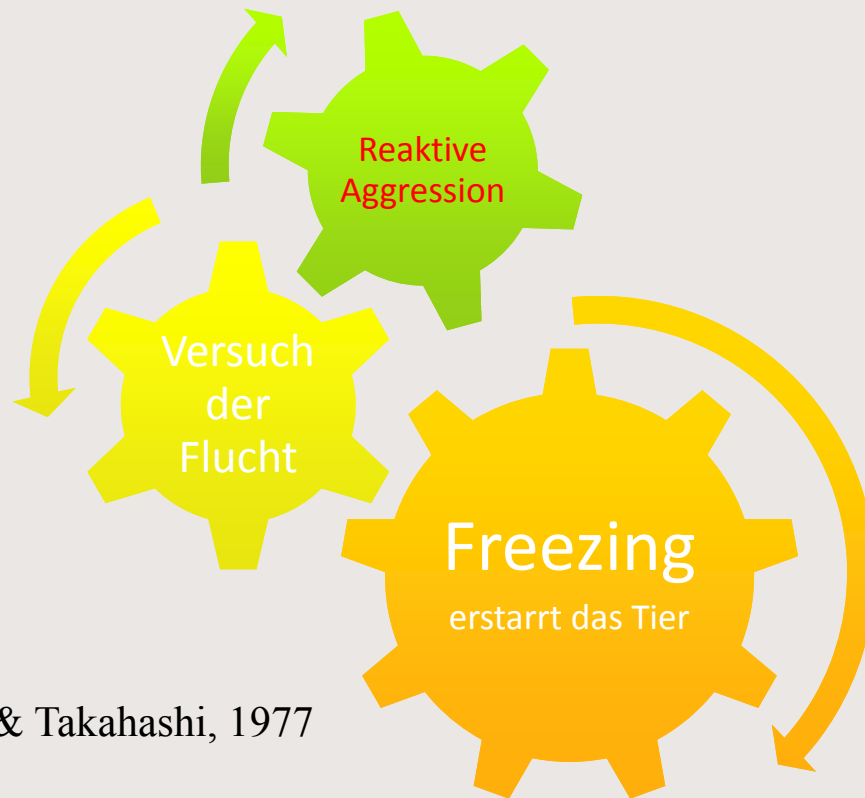 Reaktive
Aggression
Versuch
der
Flucht
Freezing
erstarrt das Tier
& Takahashi, 1977